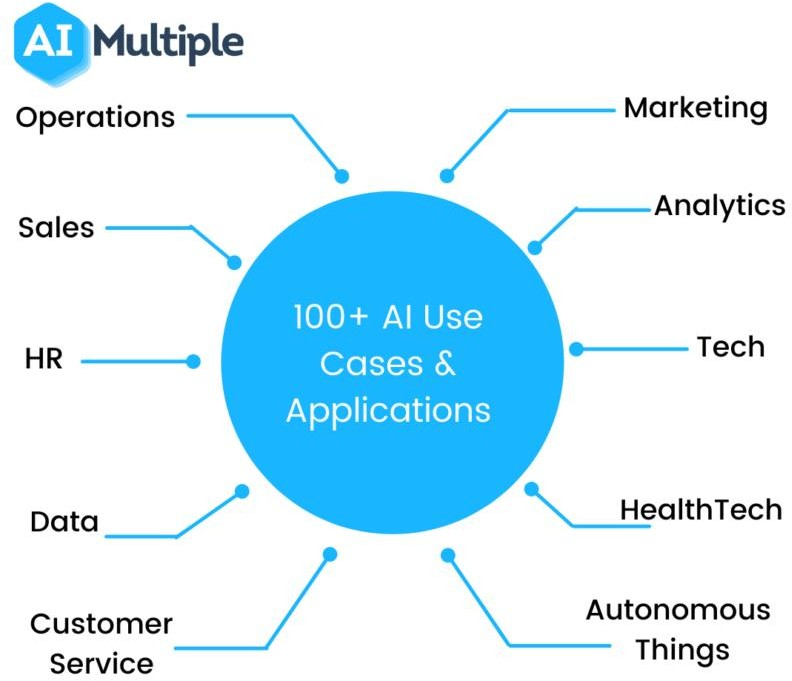 AI Multiple
Operations
Marketing
Sales
Analytics
100+ AI Use
Cases &
Applications
HR
Tech
Data
HealthTech
Customer
Service
Autonomous
Things